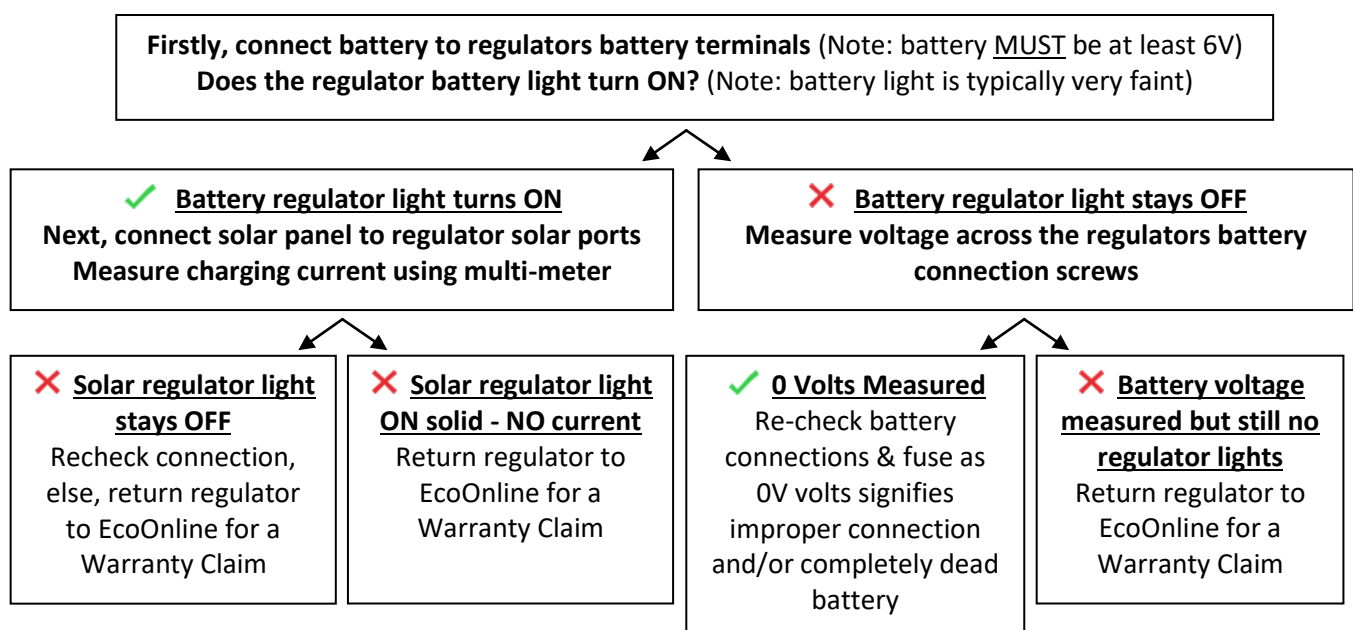 Firstly, connect battery to regulators battery terminals (Note: battery MUST be at least 6V)
Does the regulator battery light turn ON? (Note: battery light is typically very faint)
Battery regulator light turns ON
Next, connect solar panel to regulator solar ports
Measure charging current using multi-meter
Battery regulator light stays OFF
Measure voltage across the regulators battery
connection screws
Solar regulator light
stays OFF
Recheck connection,
else, return regulator
to EcoOnline for a
Warranty Claim
Solar regulator light
ON solid - NO current
Return regulator to
EcoOnline for a
Warranty Claim
0 Volts Measured
Re-check battery
connections & fuse as
0V volts signifies
improper connection
and/or completely dead
battery
Battery voltage
measured but still no
regulator lights
Return regulator to
EcoOnline for a
Warranty Claim